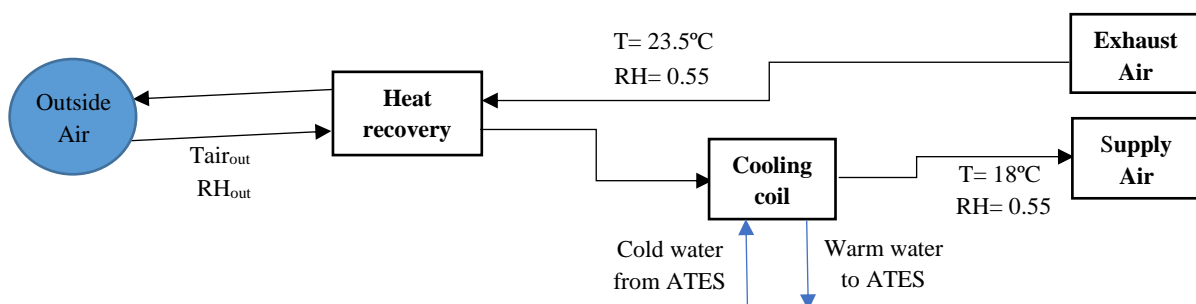 T= 23.5ºC
RH= 0.55
Exhaust
Air
Outside
Air
Heat
recovery
Tairout
RHout
Cooling
coil
Supply
Air
T= 18ºC
RH= 0.55
Cold water
from ATES
Warm water
to ATES